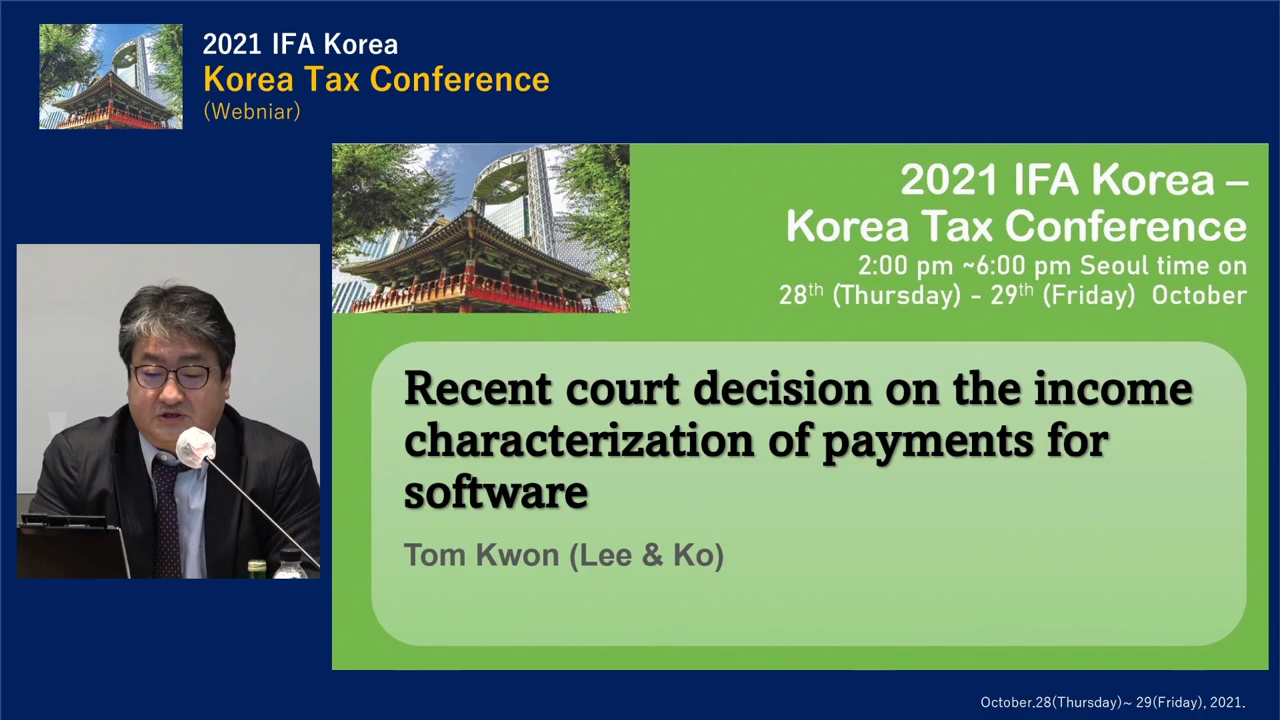 2021 IFA Korea
Korea Tax Conference
(Webniar)
2021 IFA Korea –
Korea Tax Conference
2:00 pm ~6:00 pm Seoul time on
28th (Thursday) - 29th (Friday) October
Recent court decision on the income
characterization of payments for
software
Tom Kwon (Lee & Ko)
October.28(Thursday)~ 29(Friday), 2021.